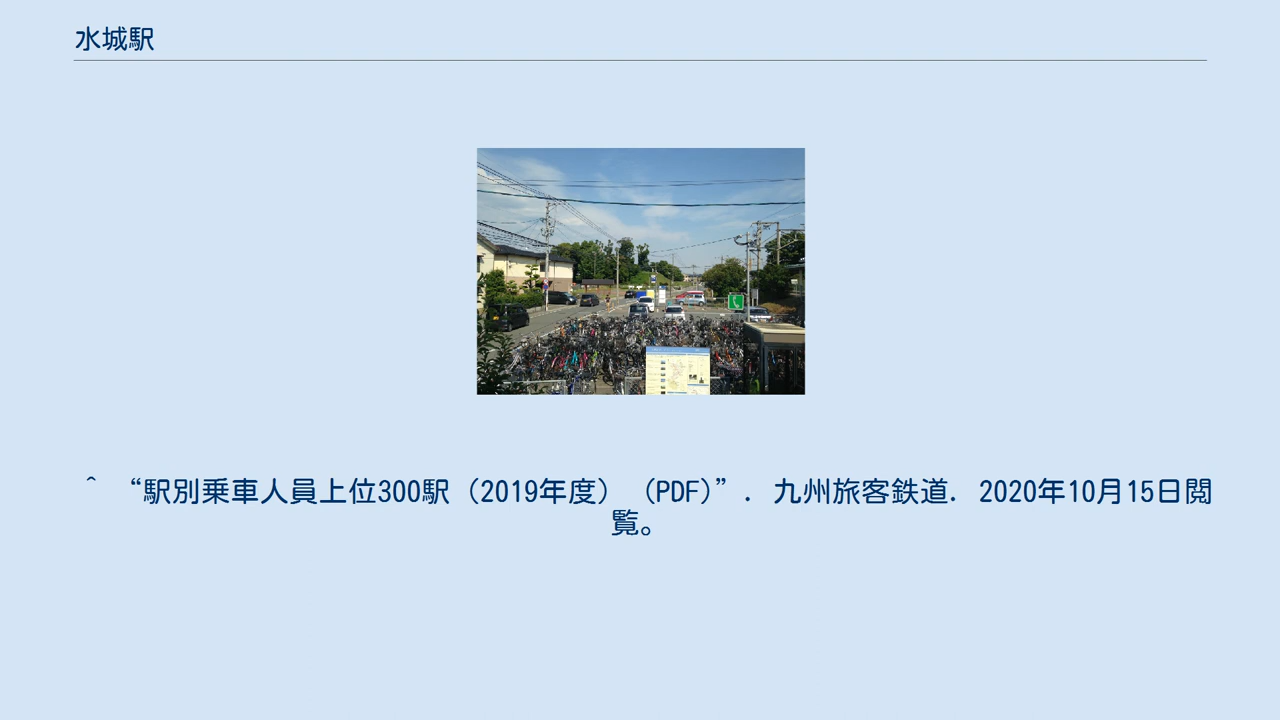 水城駅
^ “駅別乗車人員上位300駅（2019年度） （PDF）”. 九州旅客鉄道. 2020年10月15日閲
覧。